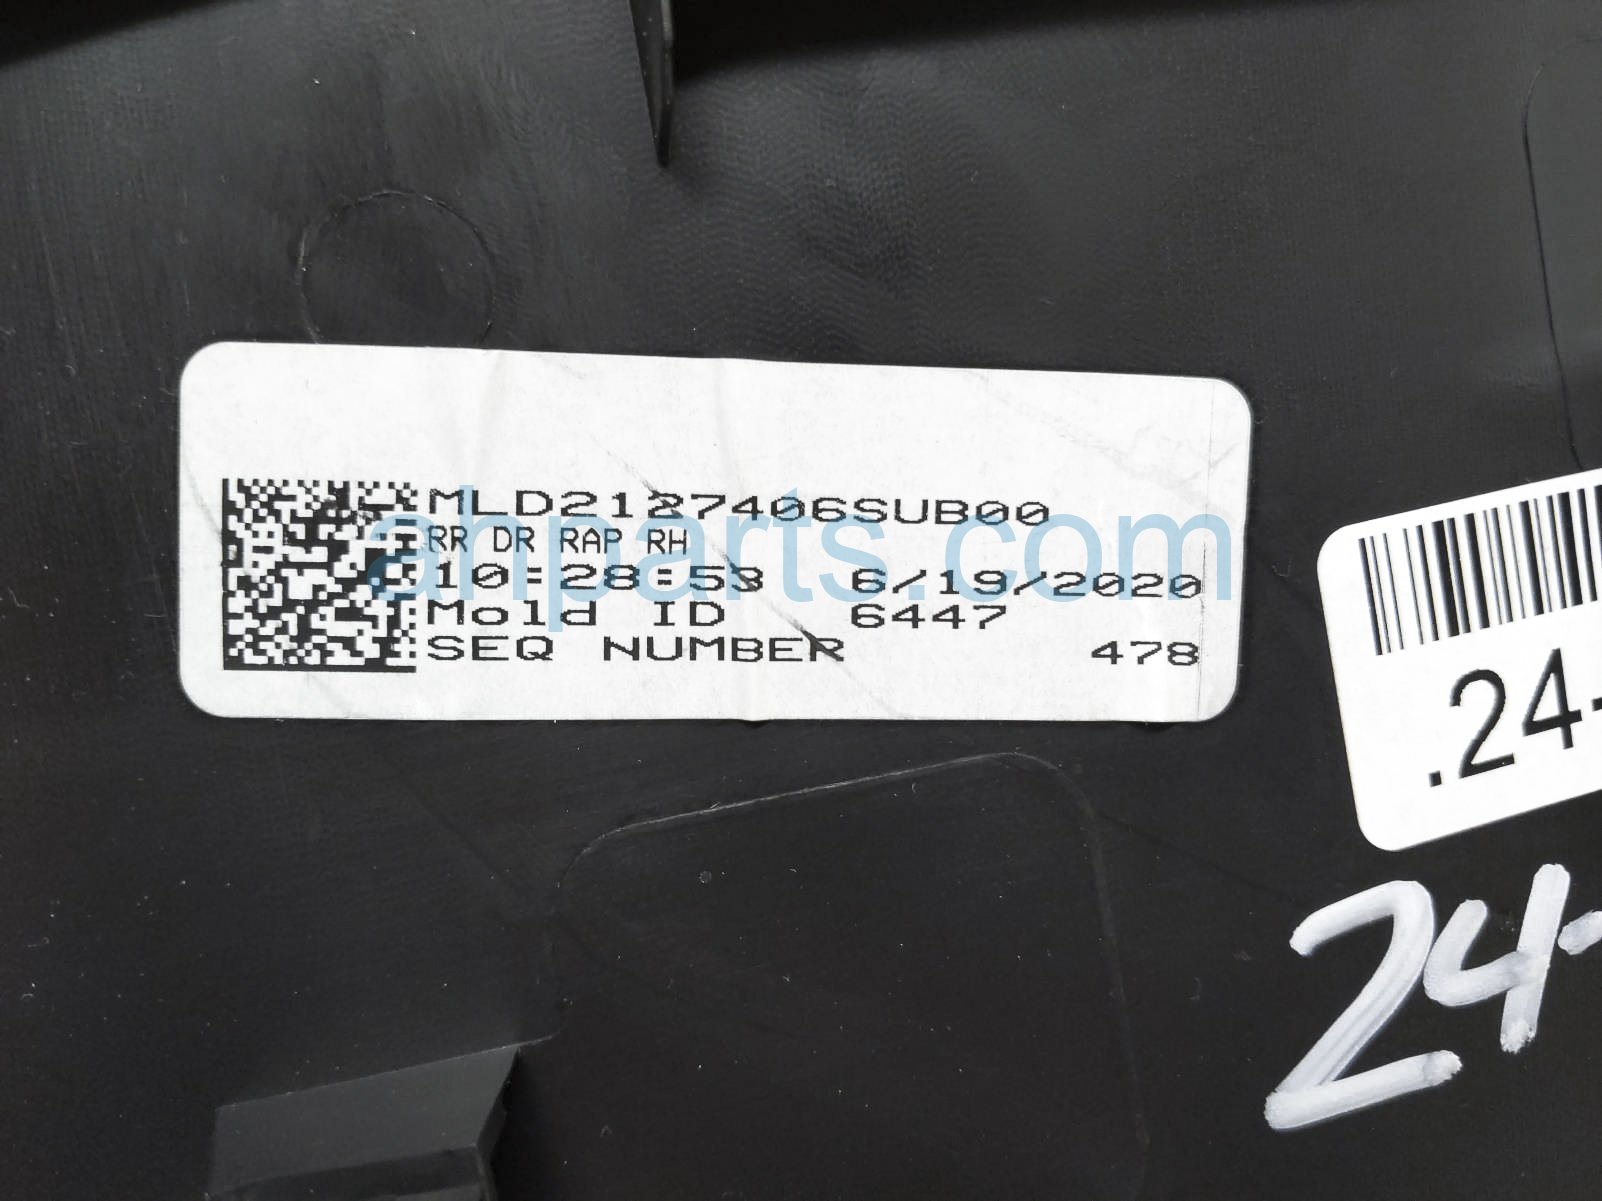 MLD2127406SUB00
RR DR RAP RH
10:28:53 6/19/2020
Mold ID 6447
SEQ NUMBER 478
ahparts.com
.24-
24-